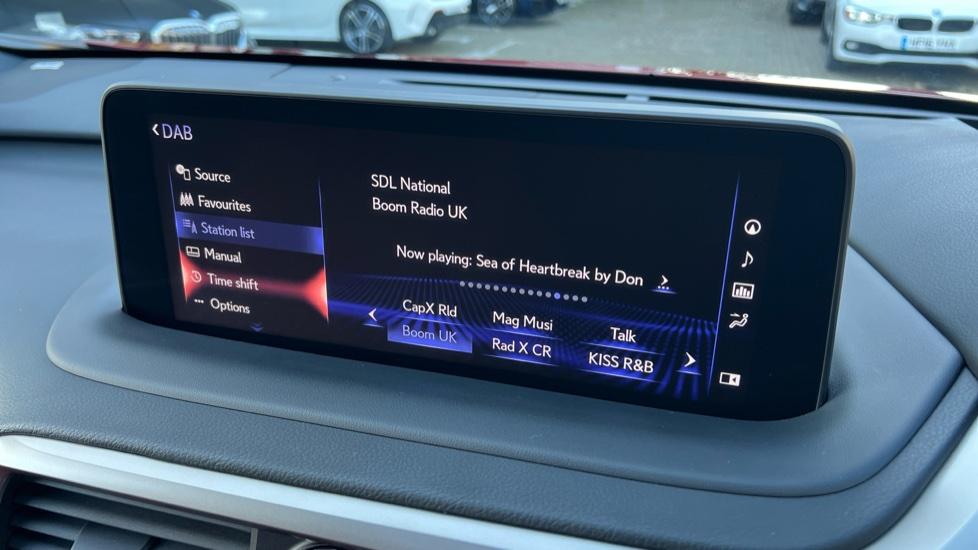 DAB
Source
Favourites
Station list
Manual
Time shift
Options
SDL National
Boom Radio UK
Now playing: Sea of Heartbreak by Don
CapX Rld
Mag Musi
Talk
Boom UK
Rad X CR
KISS R&B